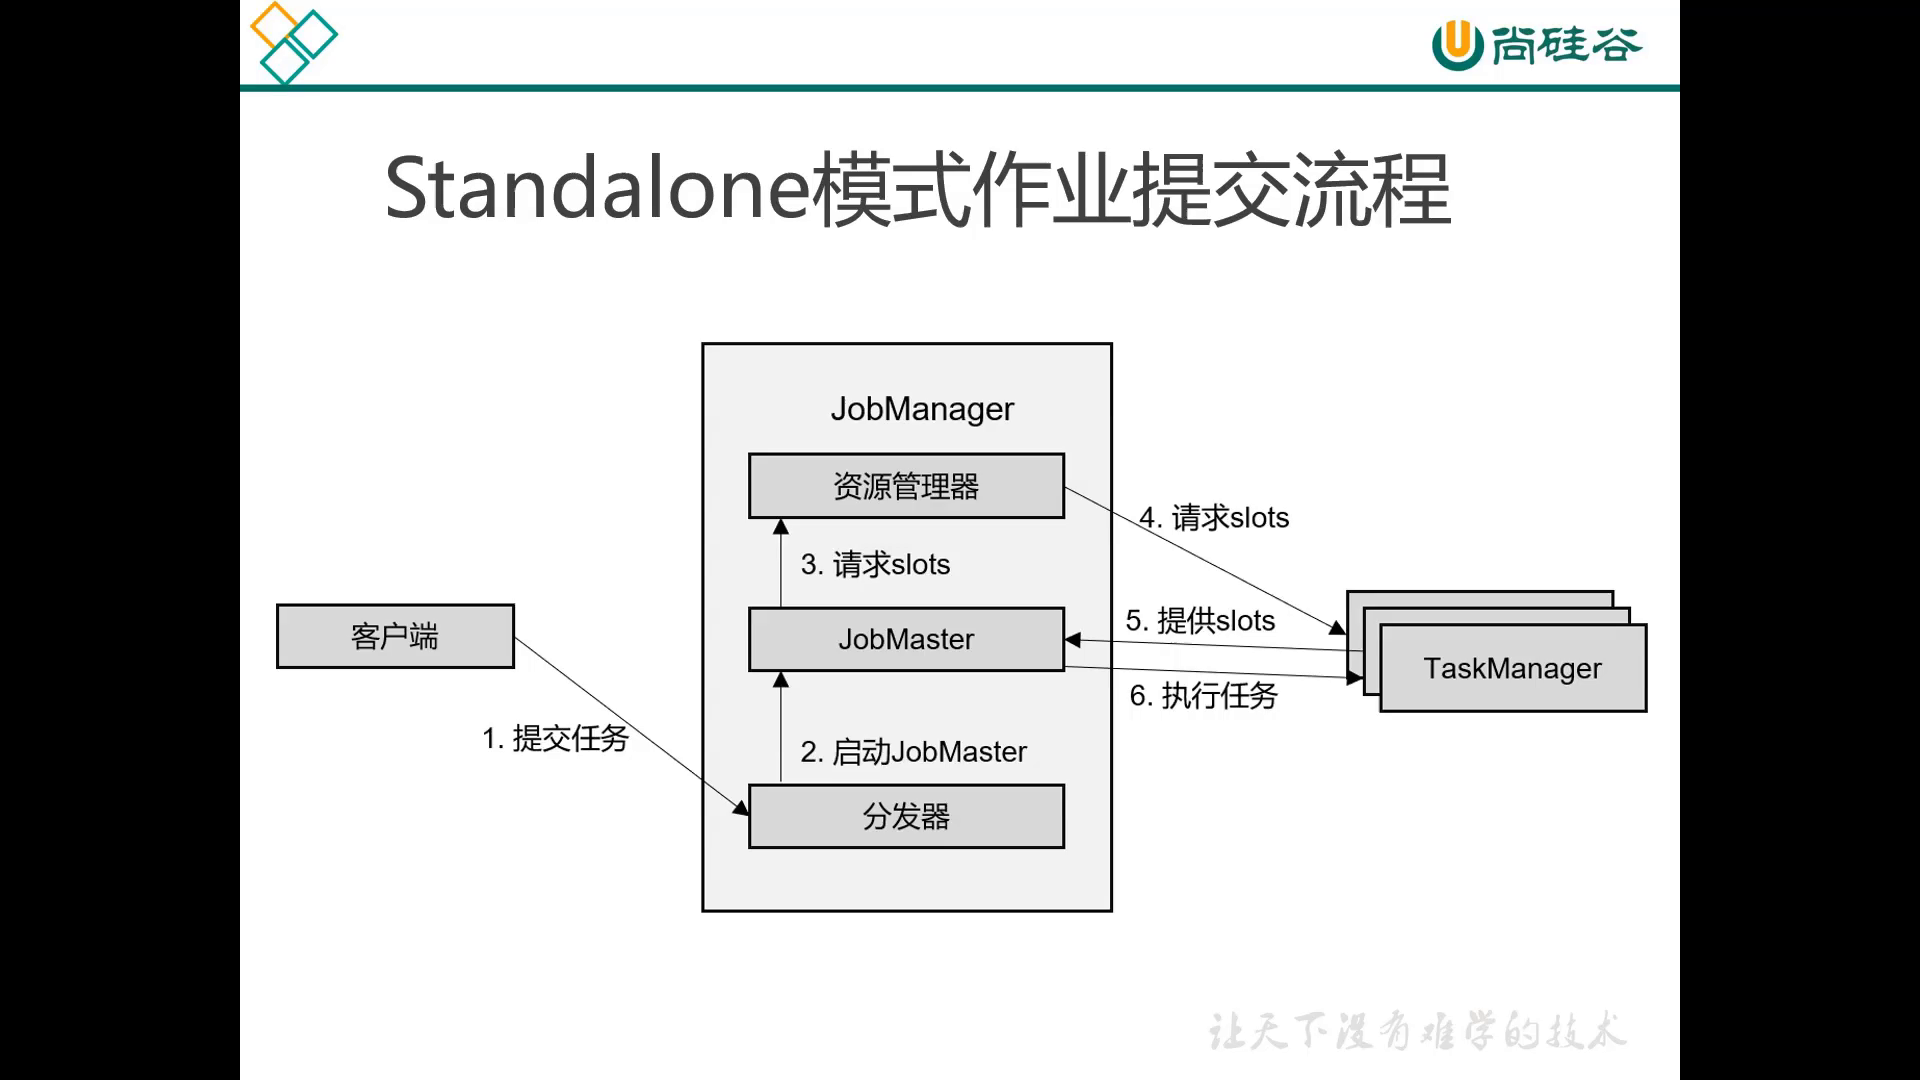 尚硅谷
Standalone模式作业提交流程
JobManager
资源管理器
4. 请求slots
3. 请求slots
客户端
JobMaster
5. 提供slots
TaskManager
6. 执行任务
1. 提交任务
2. 启动JobMaster
分发器
让天下没有难学的技术